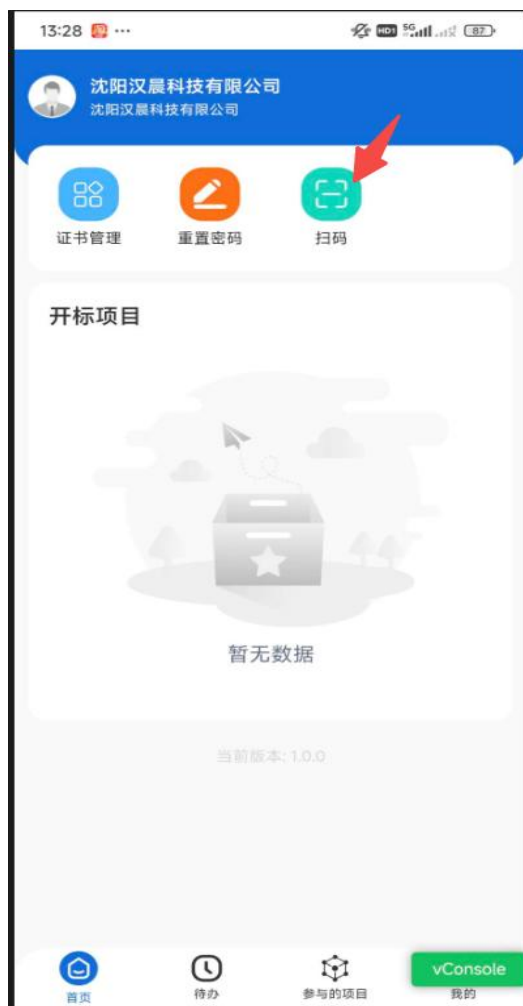 13:28 ... HD1 5G 87
沈阳汉晨科技有限公司
沈阳汉晨科技有限公司
证书管理 重置密码 扫码
开标项目
暂无数据
当前版本: 1.0.0
vConsole
首页 待办 参与的项目 我的